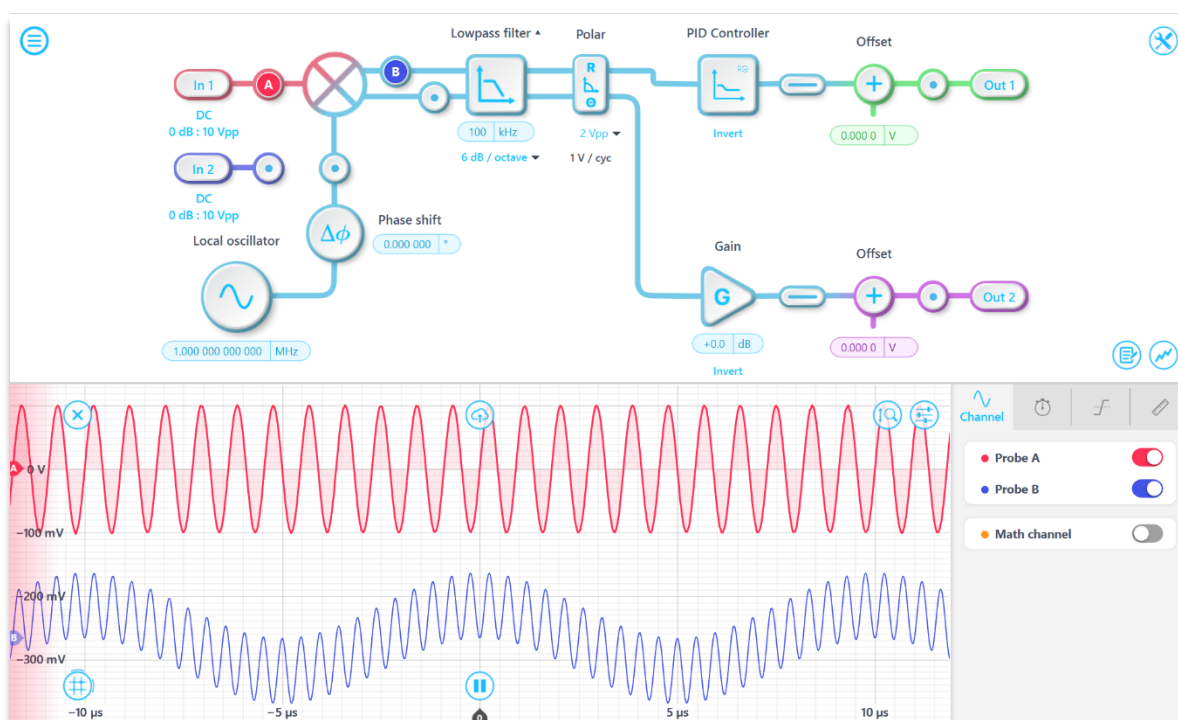 Lowpass filter ▲
Polar
PID Controller
Offset
In 1
A
B
R
Θ
RG
Out 1
DC
0 dB : 10 Vpp
100 kHz
6 dB / octave
2 Vpp
1 V / cyc
Invert
0.000 0 V
In 2
DC
0 dB : 10 Vpp
Phase shift
Δϕ
0.000 000 °
Local oscillator
1.000 000 000 000 MHz
Gain
Offset
G
Out 2
+0.0 dB
0.000 0 V
Invert
Channel
A
0 V
−100 mV
−200 mV
B
−300 mV
−10 µs
−5 µs
0
5 µs
10 µs
Probe A
Probe B
Math channel